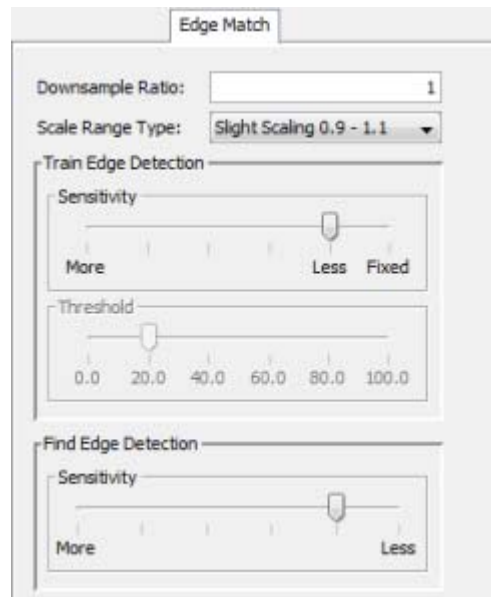 Edge Match
Downsample Ratio: 1
Scale Range Type: Slight Scaling 0.9 - 1.1
Train Edge Detection
Sensitivity
More Less Fixed
Threshold
0.0 20.0 40.0 60.0 80.0 100.0
Find Edge Detection
Sensitivity
More Less